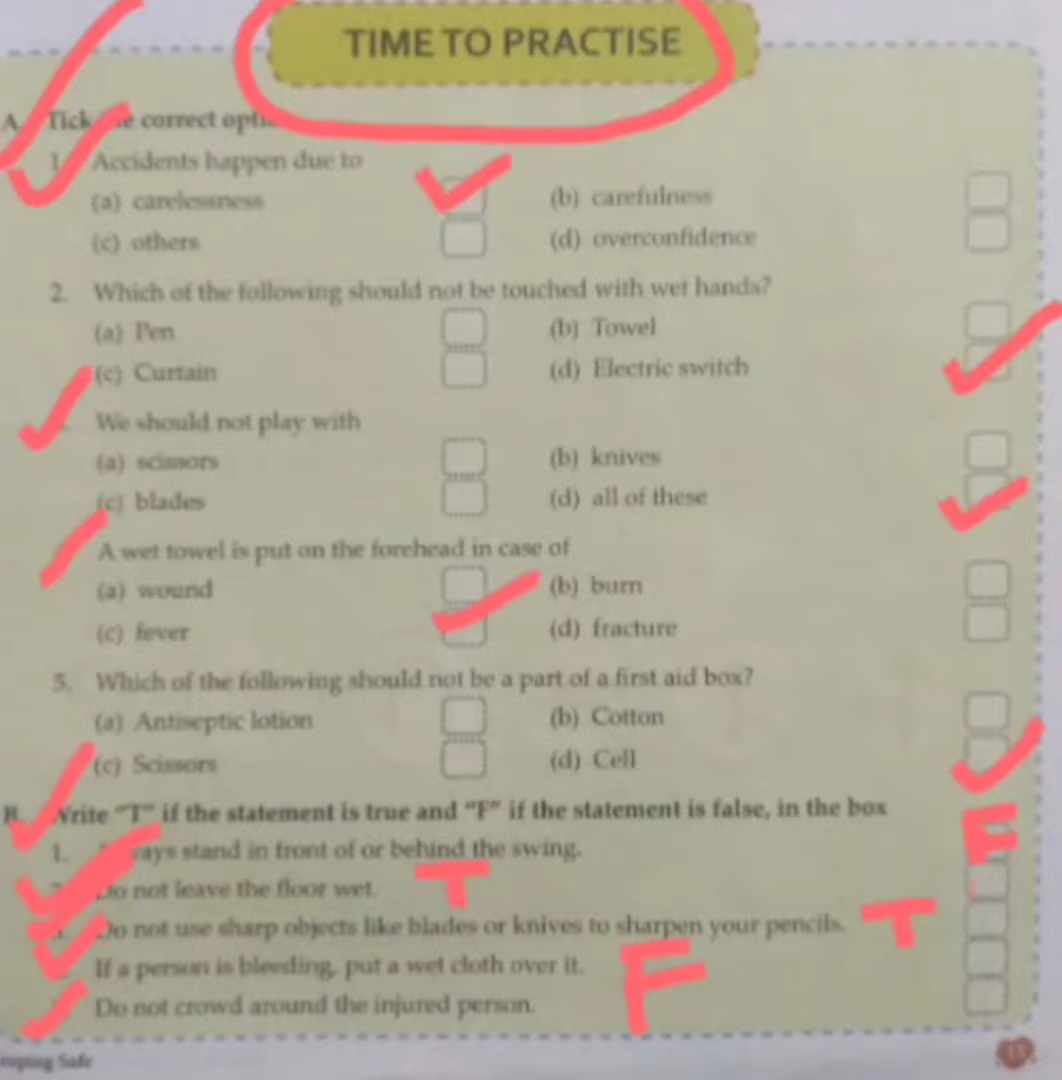 TIME TO PRACTISE
A. Tick correct
1. Accidents happen due to
(a) carelessness (b) carefulness
(c) others (d) overconfidence
2. Which of the following should not be touched with wet hands?
(a) Pen (b) Towel
(c) Curtain (d) Electric switch
We should not play with
(a) scissors (b) knives
(c) blades (d) all of these
A wet towel is put on the forehead in case of
(a) wound (b) burn
(c) fever (d) fracture
5. Which of the following should not be a part of a first aid box?
(a) Antiseptic lotion (b) Cotton
(c) Scissors (d) Cell
B. Write "T" if the statement is true and "F" if the statement is false, in the box
1. stand in front of or behind the swing. F
Do not leave the floor wet. T
Do not use sharp objects like blades or knives to sharpen your pencils. T
If a person is bleeding, put a wet cloth over it. F
Do not crowd around the injured person.
Safe